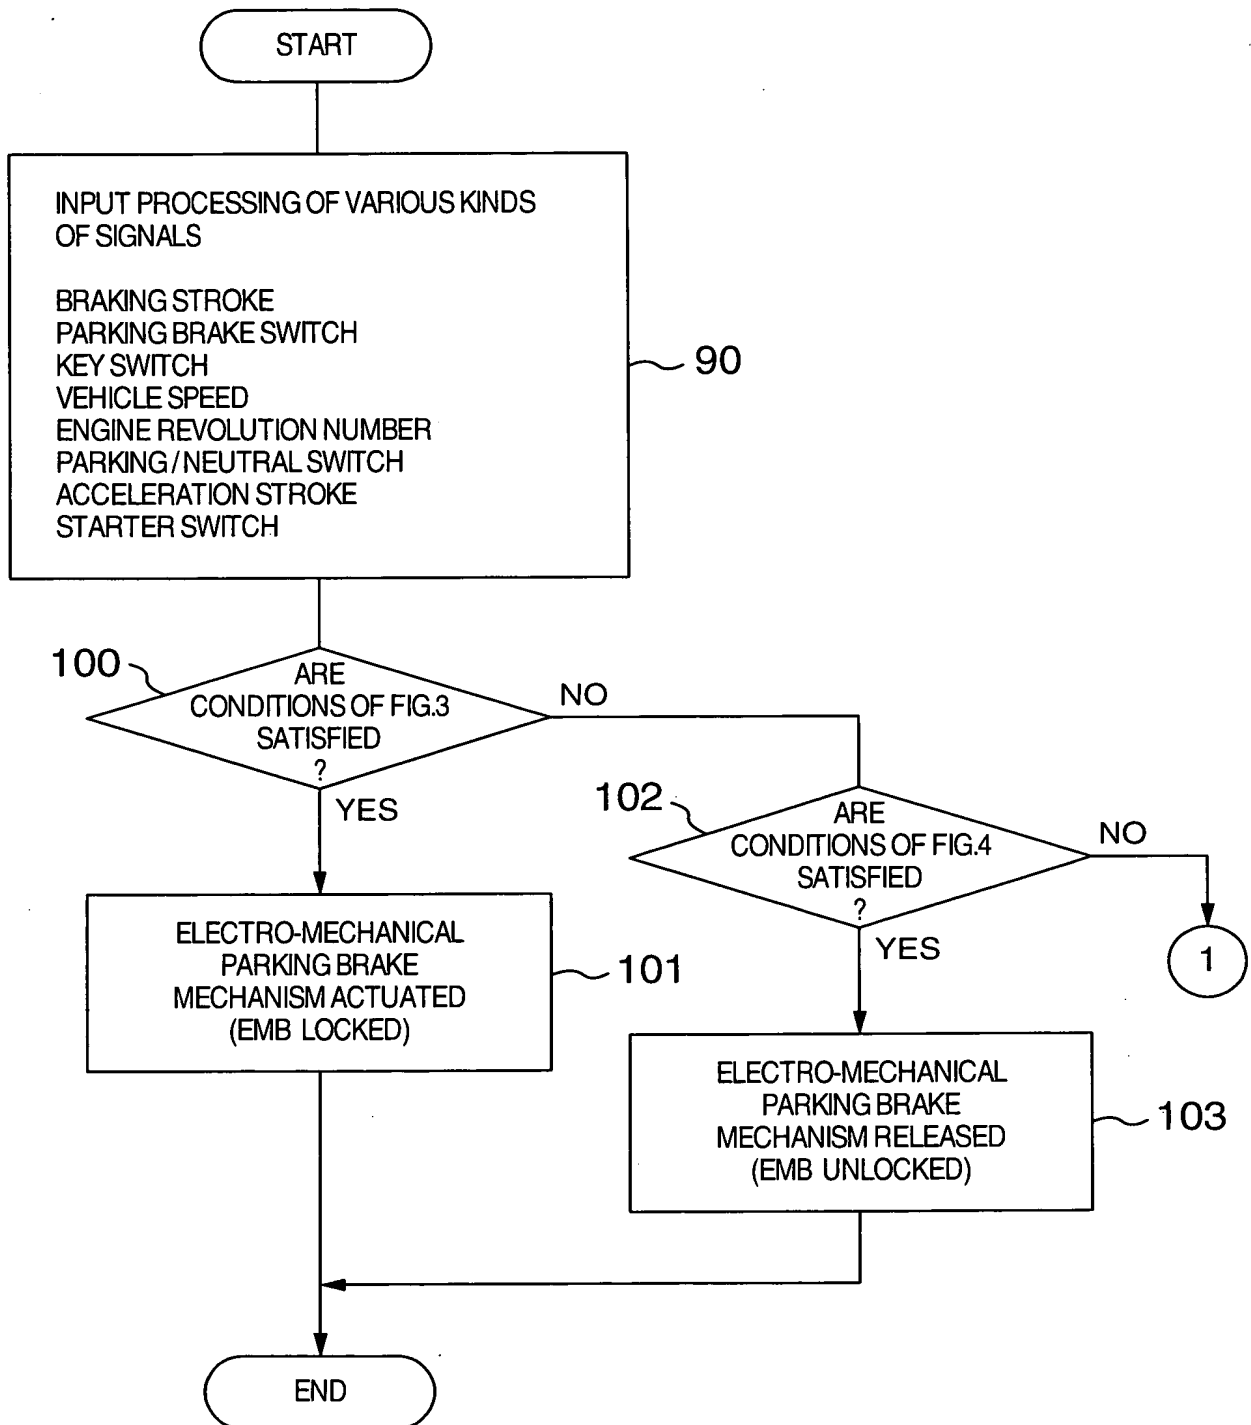 START
INPUT PROCESSING OF VARIOUS KINDS
OF SIGNALS
BRAKING STROKE
PARKING BRAKE SWITCH
KEY SWITCH
VEHICLE SPEED
ENGINE REVOLUTION NUMBER
PARKING/NEUTRAL SWITCH
ACCELERATION STROKE
STARTER SWITCH
90
100
ARE
CONDITIONS OF FIG.3
SATISFIED
?
NO
YES
102
ARE
CONDITIONS OF FIG.4
SATISFIED
?
NO
YES
1
ELECTRO-MECHANICAL
PARKING BRAKE
MECHANISM ACTUATED
(EMB LOCKED)
101
ELECTRO-MECHANICAL
PARKING BRAKE
MECHANISM RELEASED
(EMB UNLOCKED)
103
END